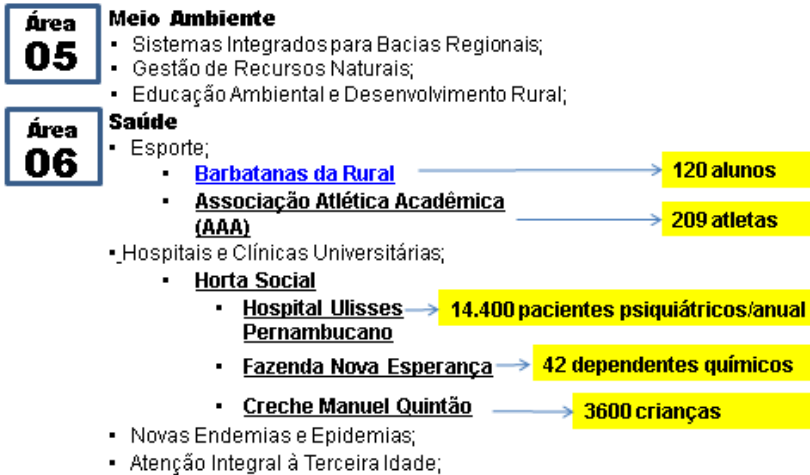 Área
05
Meio Ambiente
▪ Sistemas Integrados para Bacias Regionais;
▪ Gestão de Recursos Naturais;
▪ Educação Ambiental e Desenvolvimento Rural;
Área
06
Saúde
▪ Esporte;
▪ Barbatanas da Rural 120 alunos
▪ Associação Atlética Acadêmica
(AAA) 209 atletas
▪ Hospitais e Clínicas Universitárias;
▪ Horta Social
▪ Hospital Ulisses 14.400 pacientes psiquiátricos/anual
Pernambucano
▪ Fazenda Nova Esperança 42 dependentes químicos
▪ Creche Manuel Quintão 3600 crianças
▪ Novas Endemias e Epidemias;
▪ Atenção Integral à Terceira Idade;